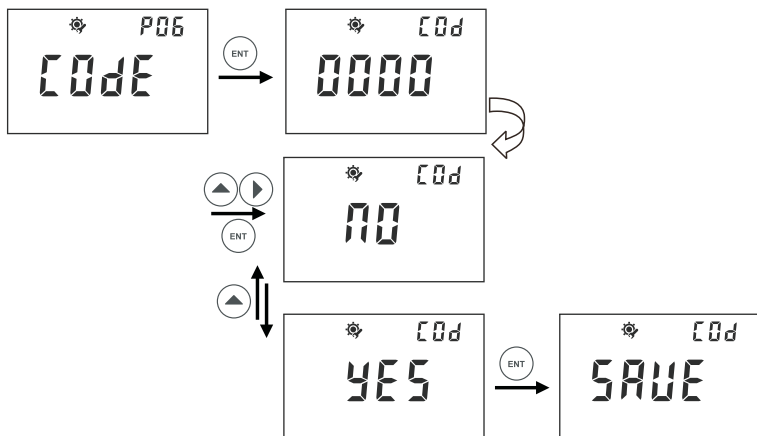 P06
CODE
ENT
COd
0000
COd
NO
ENT
COd
YES
ENT
COd
SAVE